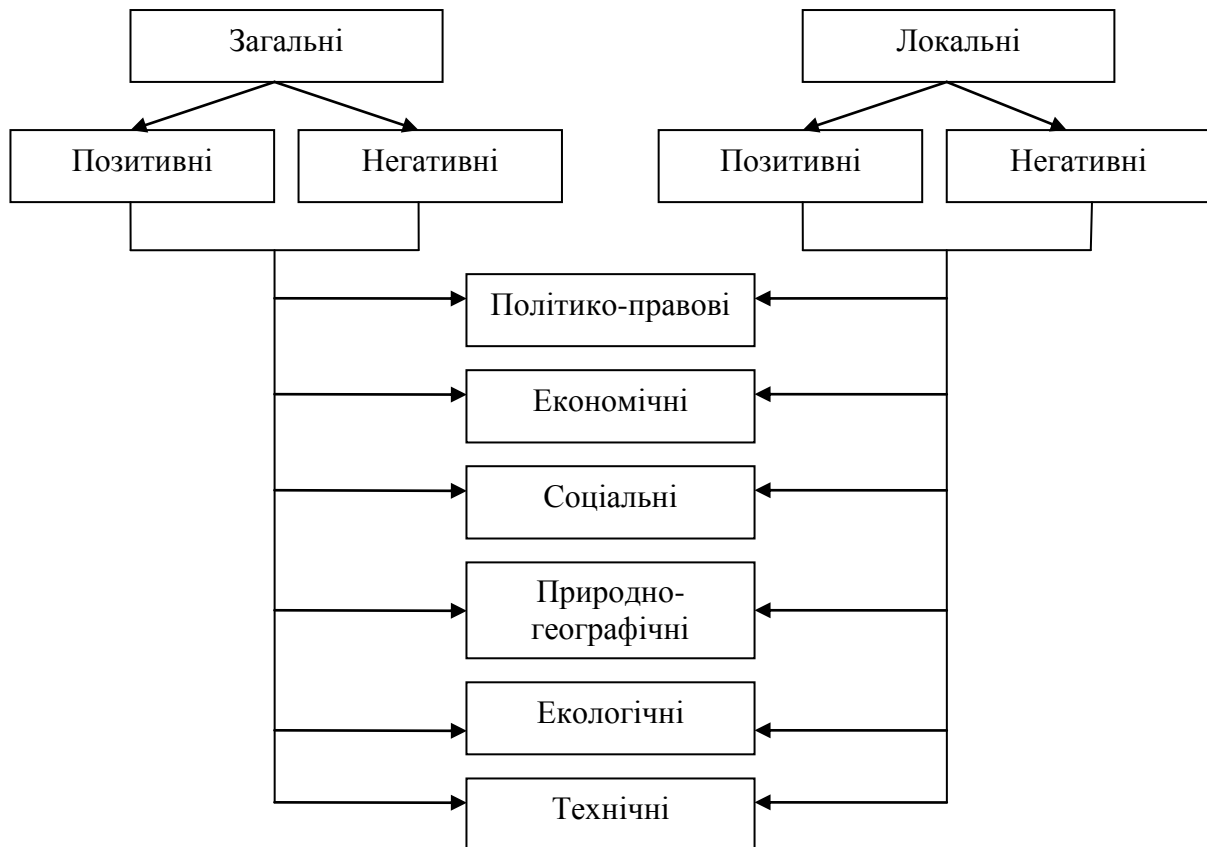 Загальні
Локальні
Позитивні
Негативні
Позитивні
Негативні
Політико-правові
Економічні
Соціальні
Природно-
географічні
Екологічні
Технічні